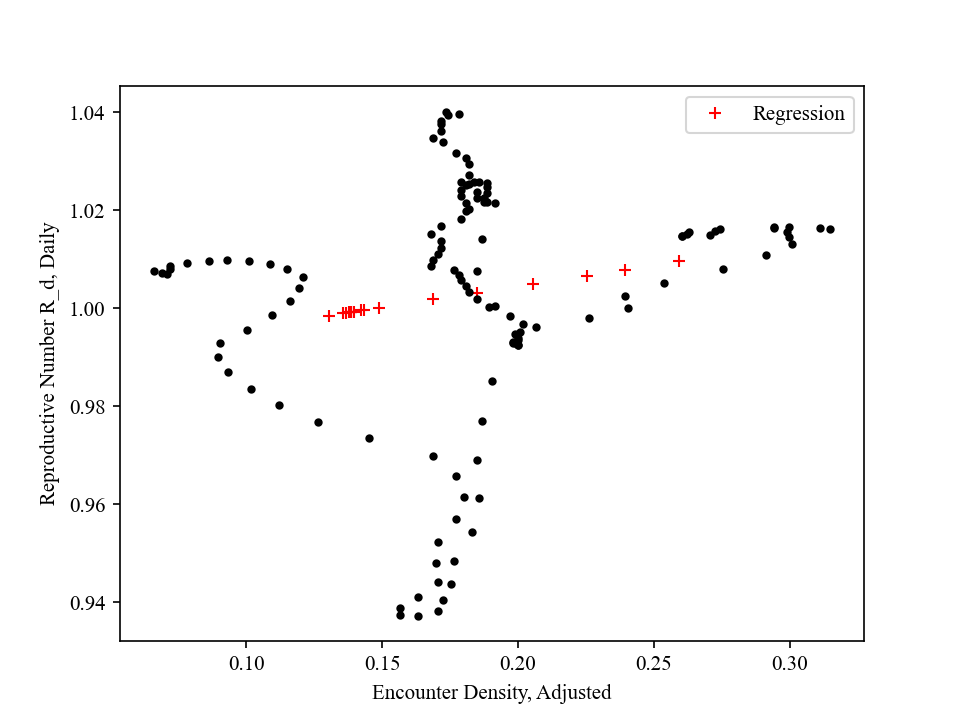 Regression
1.04
1.02
1.00
0.98
0.96
0.94
Reproductive Number R_d, Daily
0.10 0.15 0.20 0.25 0.30
Encounter Density, Adjusted